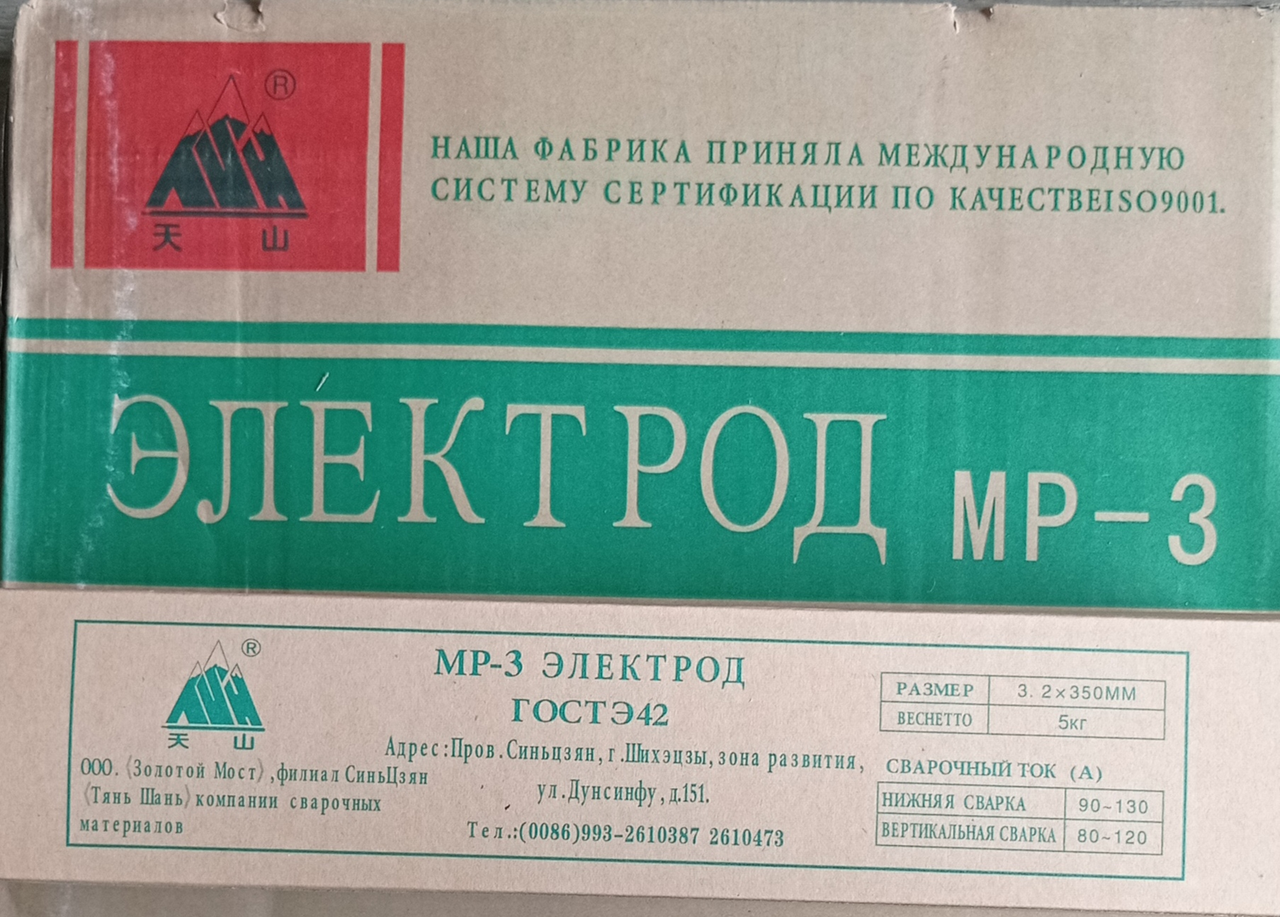 ®
天 山
НАША ФАБРИКА ПРИНЯЛА МЕЖДУНАРОДНУЮ
СИСТЕМУ СЕРТИФИКАЦИИ ПО КАЧЕСТВЕISO9001.
ЭЛЕКТРОД МР-3
®
天 山
ООО.《Золотой Мост》,филиал СиньЦзян
《Тянь Шань》компании сварочных
материалов
МР-3 ЭЛЕКТРОД
ГОСТЭ42
Адрес:Пров.Синьцзян,г.Шихэцзы,зона развития,
ул.Дунсинфу,д.151.
Тел.:(0086)993-2610387 2610473
РАЗМЕР 3.2×350ММ
ВЕСНЕТТО 5кг
СВАРОЧНЫЙ ТОК (А)
НИЖНЯЯ СВАРКА 90~130
ВЕРТИКАЛЬНАЯ СВАРКА 80~120